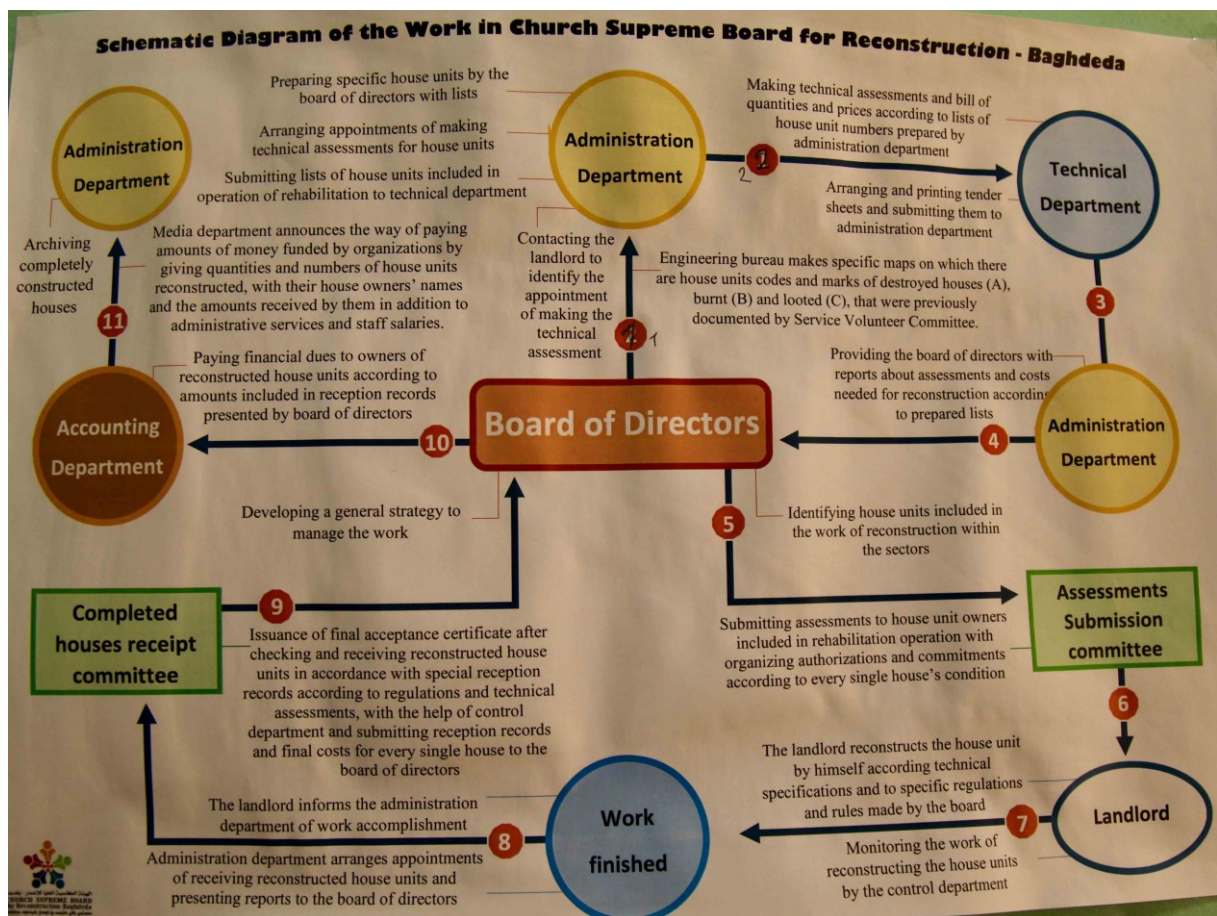 Schematic Diagram of the Work in Church Supreme Board for Reconstruction - Baghdeda
Administration
Department
Archiving
completely
constructed
houses
11
Media department announces the way of paying
amounts of money funded by organizations by
giving quantities and numbers of house units
reconstructed, with their house owners' names
and the amounts received by them in addition to
administrative services and staff salaries.
Preparing specific house units by the
board of directors with lists
Arranging appointments of making
technical assessments for house units
Submitting lists of house units included in
operation of rehabilitation to technical department
Administration
Department
Contacting the
landlord to
identify the
appointment
of making the
technical
assessment
1
Engineering bureau makes specific maps on which there
are house units codes and marks of destroyed houses (A),
burnt (B) and looted (C), that were previously
documented by Service Volunteer Committee.
2
Making technical assessments and bill of
quantities and prices according to lists of
house unit numbers prepared by
administration department
Arranging and printing tender
sheets and submitting them to
administration department
Technical
Department
3
Providing the board of directors with
reports about assessments and costs
needed for reconstruction according
to prepared lists
Administration
Department
4
Board of Directors
Accounting
Department
Paying financial dues to owners of
reconstructed house units according to
amounts included in reception records
presented by board of directors
10
Developing a general strategy to
manage the work
5
Identifying house units included in
the work of reconstruction within
the sectors
Submitting assessments to house unit owners
included in rehabilitation operation with
organizing authorizations and commitments
according to every single house's condition
Assessments
Submission
committee
6
Landlord
The landlord reconstructs the house unit
by himself according technical
specifications and to specific regulations
and rules made by the board
7
Monitoring the work of
reconstructing the house units
by the control department
Work
finished
The landlord informs the administration
department of work accomplishment
8
Administration department arranges appointments
of receiving reconstructed house units and
presenting reports to the board of directors
Completed
houses receipt
committee
9
Issuance of final acceptance certificate after
checking and receiving reconstructed house
units in accordance with special reception
records according to regulations and technical
assessments, with the help of control
department and submitting reception records
and final costs for every single house to the
board of directors
CHURCH SUPREME BOARD
for Reconstruction Baghdeda